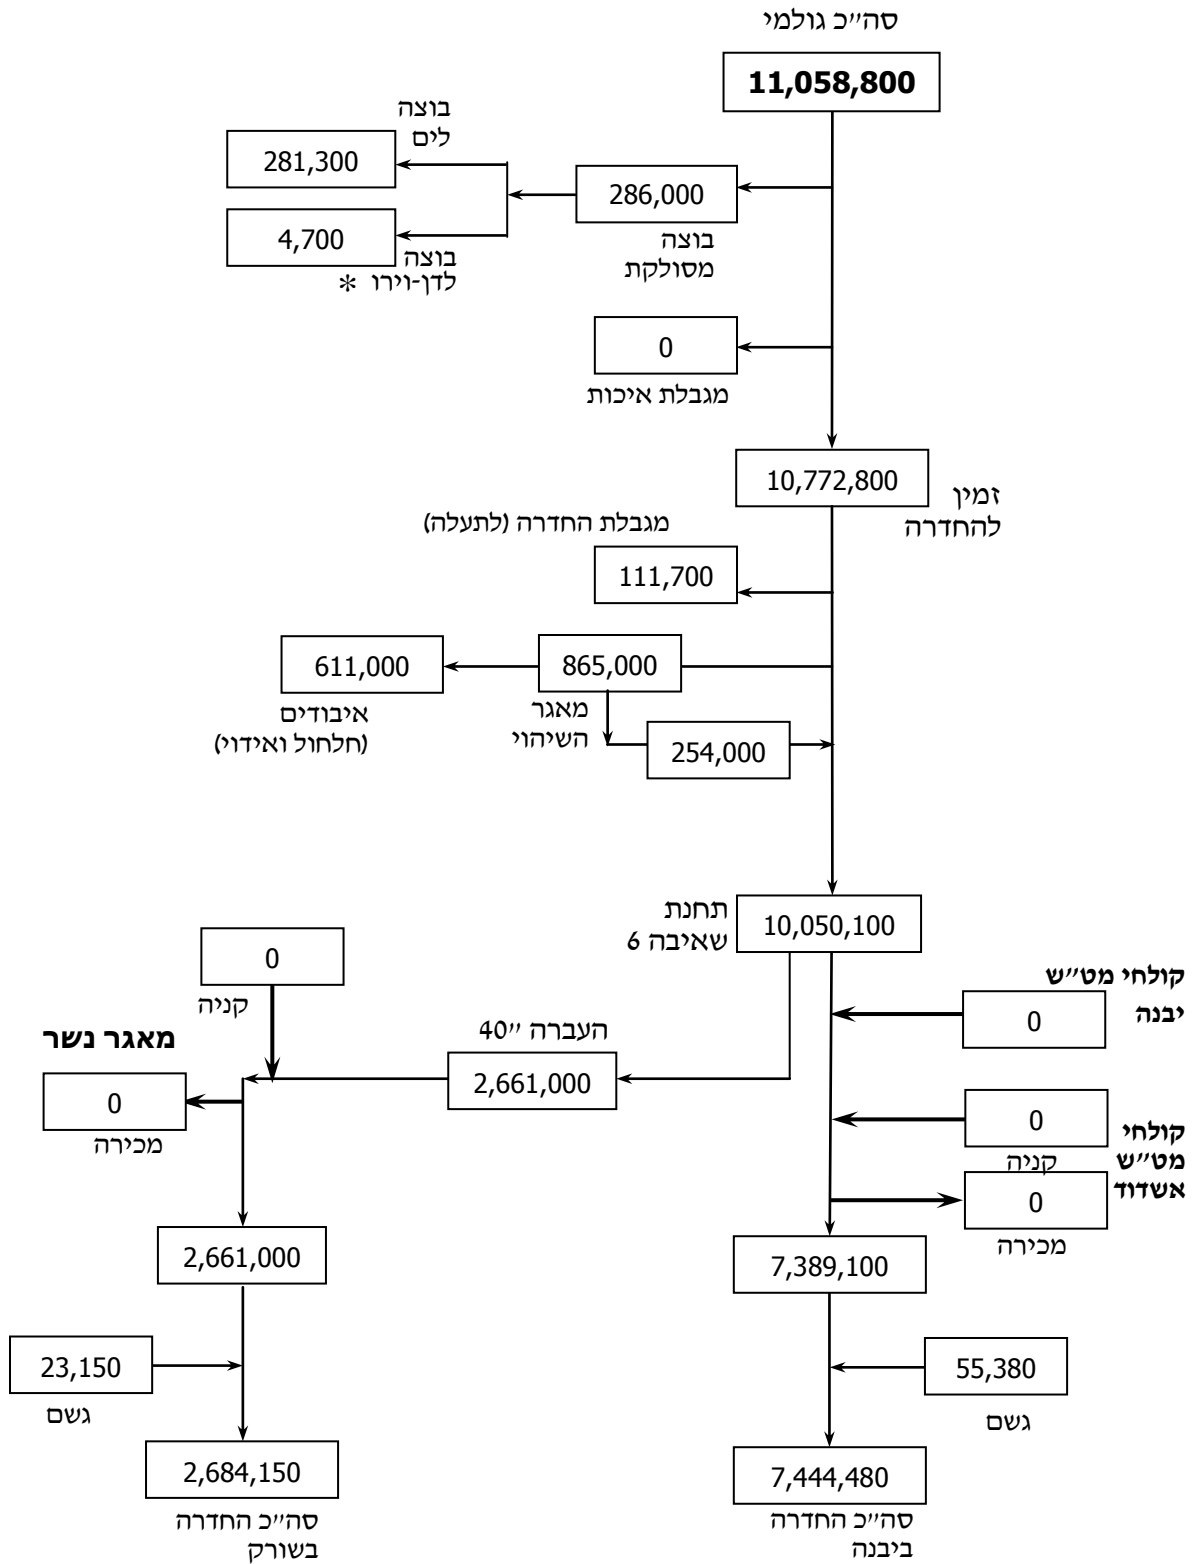 סה״כ גולמי
11,058,800
בוצה
לים
281,300
286,000
בוצה
מסולקת
4,700
בוצה
לדן-וירו *
0
מגבלת איכות
10,772,800
זמין
להחדרה
מגבלת החדרה (לתעלה)
111,700
865,000
מאגר
השיהוי
611,000
איבודים
(חלחול ואידוי)
254,000
10,050,100
תחנת
שאיבה 6
0
קניה
קולחי מט״ש
יבנה
0
העברה ״40
2,661,000
מאגר נשר
0
מכירה
0
קניה
קולחי
מט״ש
אשדוד
0
מכירה
2,661,000
7,389,100
23,150
גשם
55,380
גשם
2,684,150
סה״כ החדרה
בשורק
7,444,480
סה״כ החדרה
ביבנה